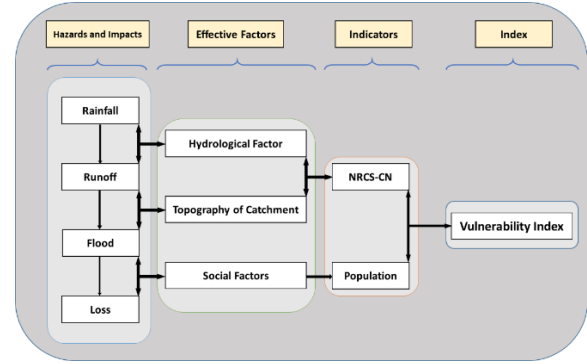 Hazards and Impacts
Effective Factors
Indicators
Index
Rainfall
Hydrological Factor
Runoff
NRCS-CN
Topography of Catchment
Vulnerability Index
Flood
Social Factors
Population
Loss